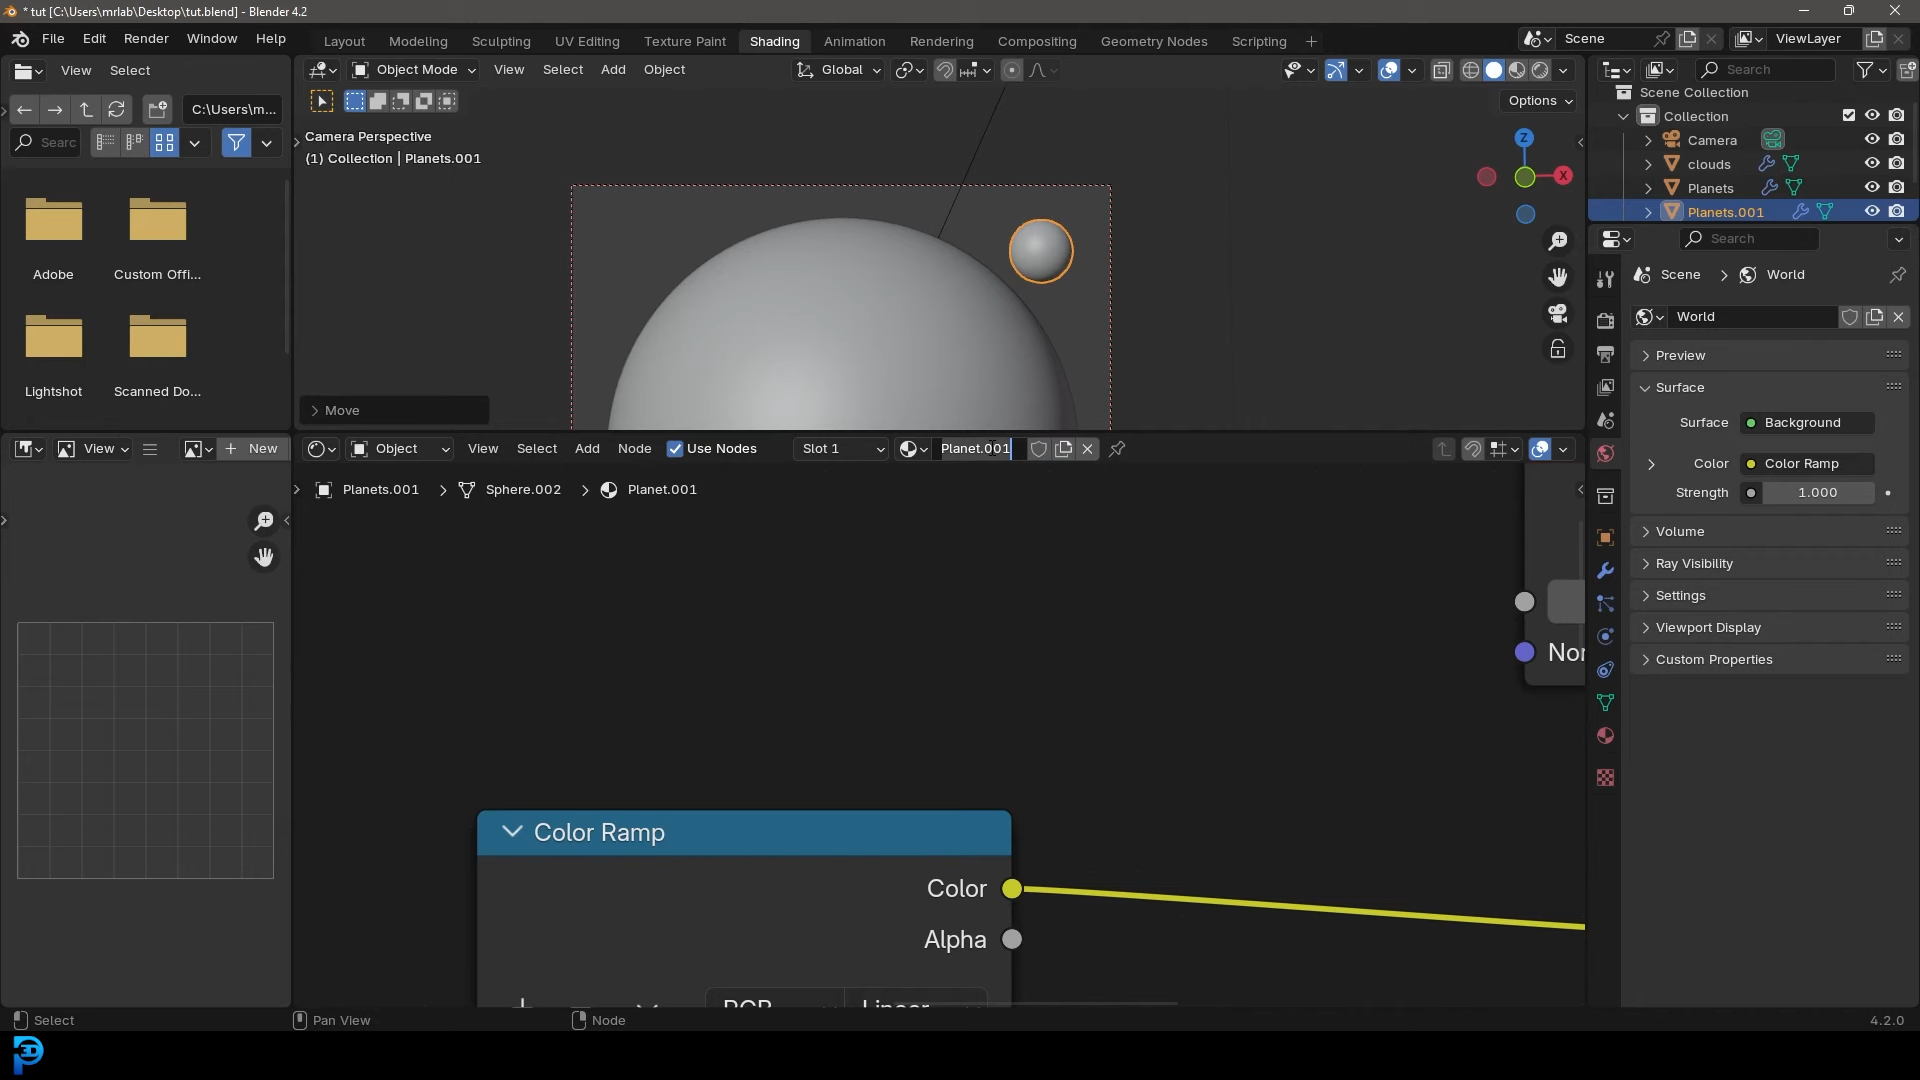 * tut [C:\Users\mrlab\Desktop\tut.blend] - Blender 4.2
File Edit Render Window Help
Layout Modeling Sculpting UV Editing Texture Paint Shading Animation Rendering Compositing Geometry Nodes Scripting
Scene
ViewLayer
View Select
C:\Users\m...
Searc
Adobe
Custom Offi...
Lightshot
Scanned Do...
Object Mode View Select Add Object
Global
Options
Camera Perspective
(1) Collection | Planets.001
Z
X
Move
Search
Scene Collection
Collection
Camera
clouds
Planets
Planets.001
Search
Scene World
World
Preview
Surface
Surface Background
Color Color Ramp
Strength 1.000
Volume
Ray Visibility
Settings
Viewport Display
Custom Properties
View New
Object View Select Add Node Use Nodes Slot 1 Planet.001
Planets.001 Sphere.002 Planet.001
Nor
Color Ramp
Color
Alpha
RGB Linear
Select Pan View Node 4.2.0